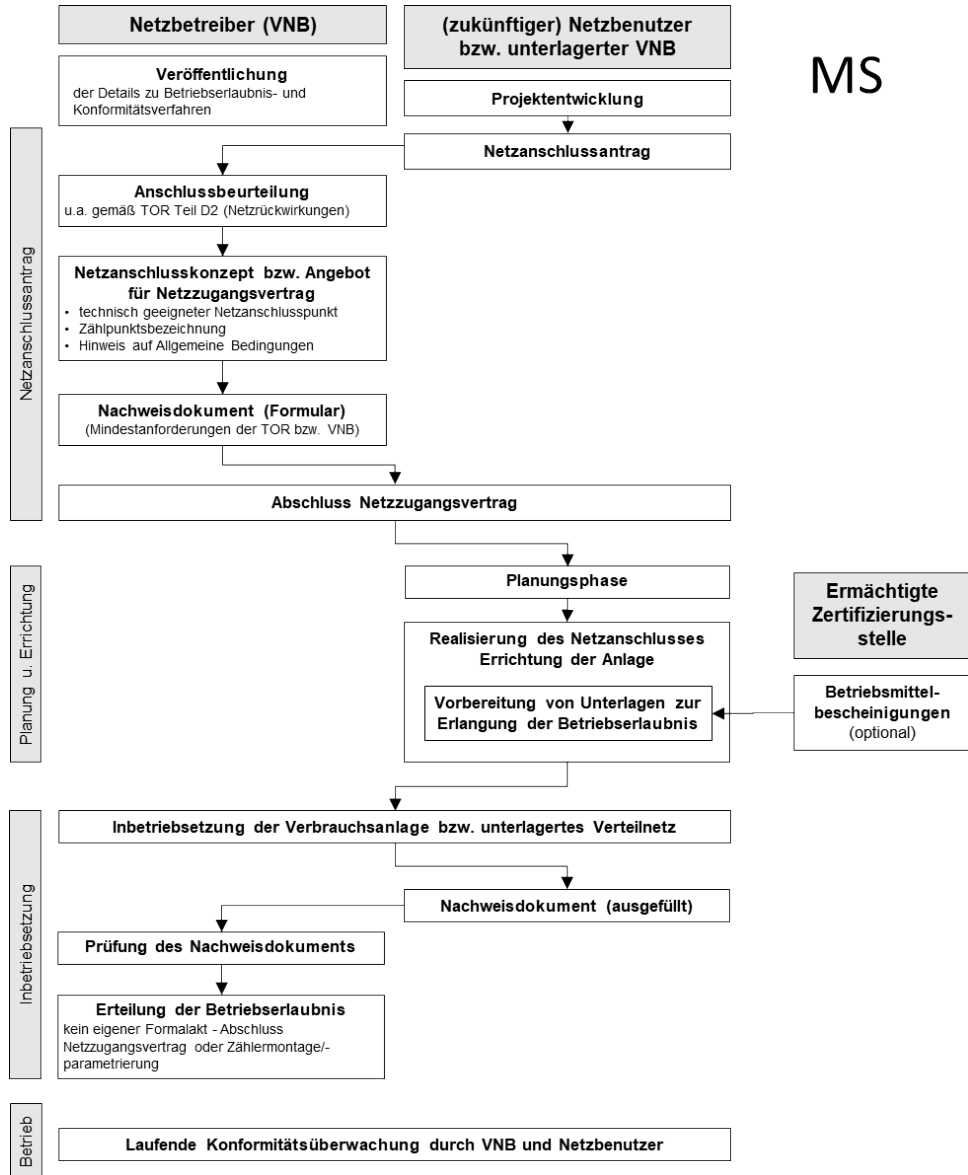 Netzbetreiber (VNB)
(zukünftiger) Netzbenutzer
bzw. unterlagerter VNB
MS
Veröffentlichung
der Details zu Betriebserlaubnis- und
Konformitätsverfahren
Projektentwicklung
Netzanschlussantrag
Netzanschlussantrag
Anschlussbeurteilung
u.a. gemäß TOR Teil D2 (Netzrückwirkungen)
Netzanschlusskonzept bzw. Angebot
für Netzzugangsvertrag
• technisch geeigneter Netzanschlusspunkt
• Zählpunktsbezeichnung
• Hinweis auf Allgemeine Bedingungen
Nachweisdokument (Formular)
(Mindestanforderungen der TOR bzw. VNB)
Abschluss Netzzugangsvertrag
Planung u. Errichtung
Planungsphase
Realisierung des Netzanschlusses
Errichtung der Anlage
Vorbereitung von Unterlagen zur
Erlangung der Betriebserlaubnis
Ermächtigte
Zertifizierungs-
stelle
Betriebsmittel-
bescheinigungen
(optional)
Inbetriebsetzung
Inbetriebsetzung der Verbrauchsanlage bzw. unterlagertes Verteilnetz
Nachweisdokument (ausgefüllt)
Prüfung des Nachweisdokuments
Erteilung der Betriebserlaubnis
kein eigener Formalakt - Abschluss
Netzzugangsvertrag oder Zählermontage/-
parametrierung
Betrieb
Laufende Konformitätsüberwachung durch VNB und Netzbenutzer